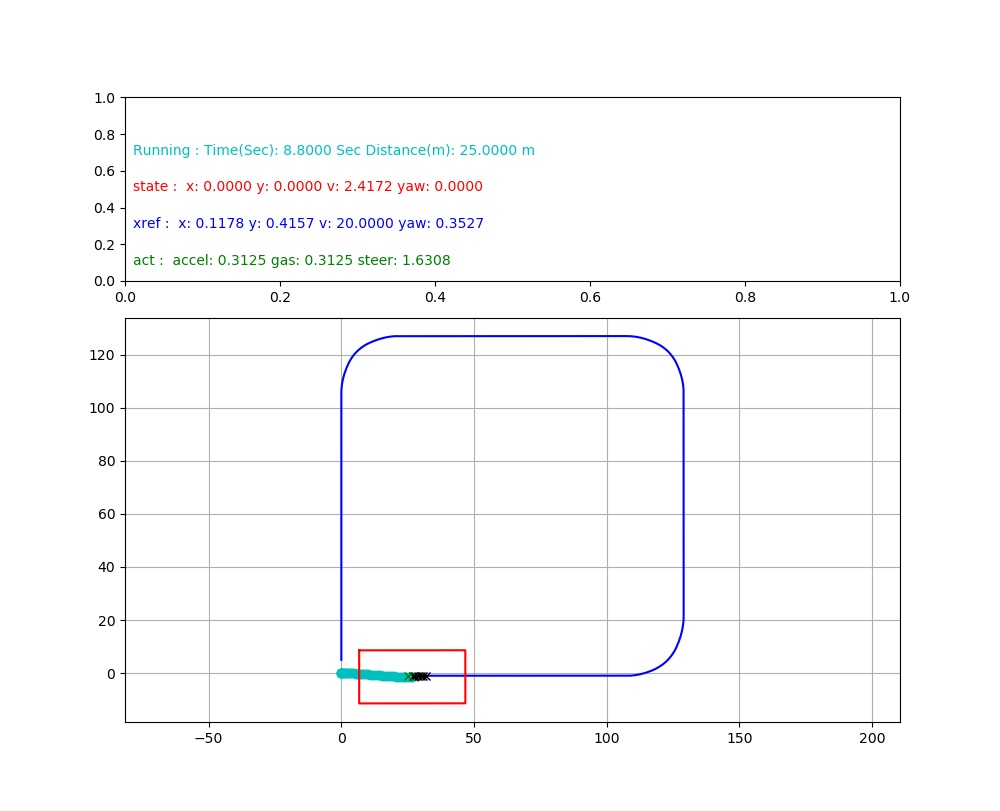 1.0
0.8
Running : Time(Sec): 8.8000 Sec Distance(m): 25.0000 m
0.6
state :  x: 0.0000 y: 0.0000 v: 2.4172 yaw: 0.0000
0.4
xref :  x: 0.1178 y: 0.4157 v: 20.0000 yaw: 0.3527
0.2
act :  accel: 0.3125 gas: 0.3125 steer: 1.6308
0.0
0.0 0.2 0.4 0.6 0.8 1.0
120
100
80
60
40
20
0
−50 0 50 100 150 200